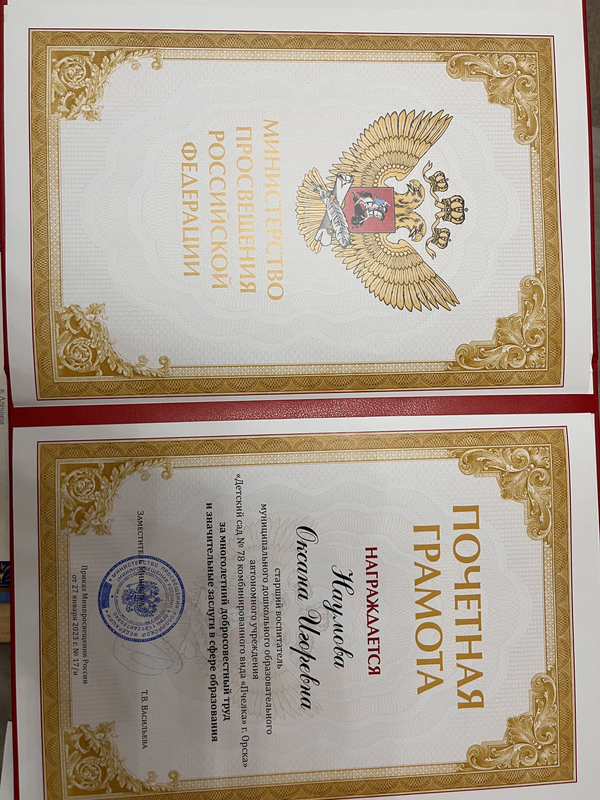 МИНИСТЕРСТВО
ПРОСВЕЩЕНИЯ
РОССИЙСКОЙ
ФЕДЕРАЦИИ
ПОЧЕТНАЯ
ГРАМОТА
НАГРАЖДАЕТСЯ
Наумова
Оксана Игоревна
старший воспитатель
муниципального дошкольного образовательного
автономного учреждения
«Детский сад № 78 комбинированного вида «Пчелка» г. Орска»
за многолетний добросовестный труд
и значительные заслуги в сфере образования
Заместитель Министра
Т.В. Васильева
Приказ Минпросвещения России
от 27 января 2023 г. № 17/н